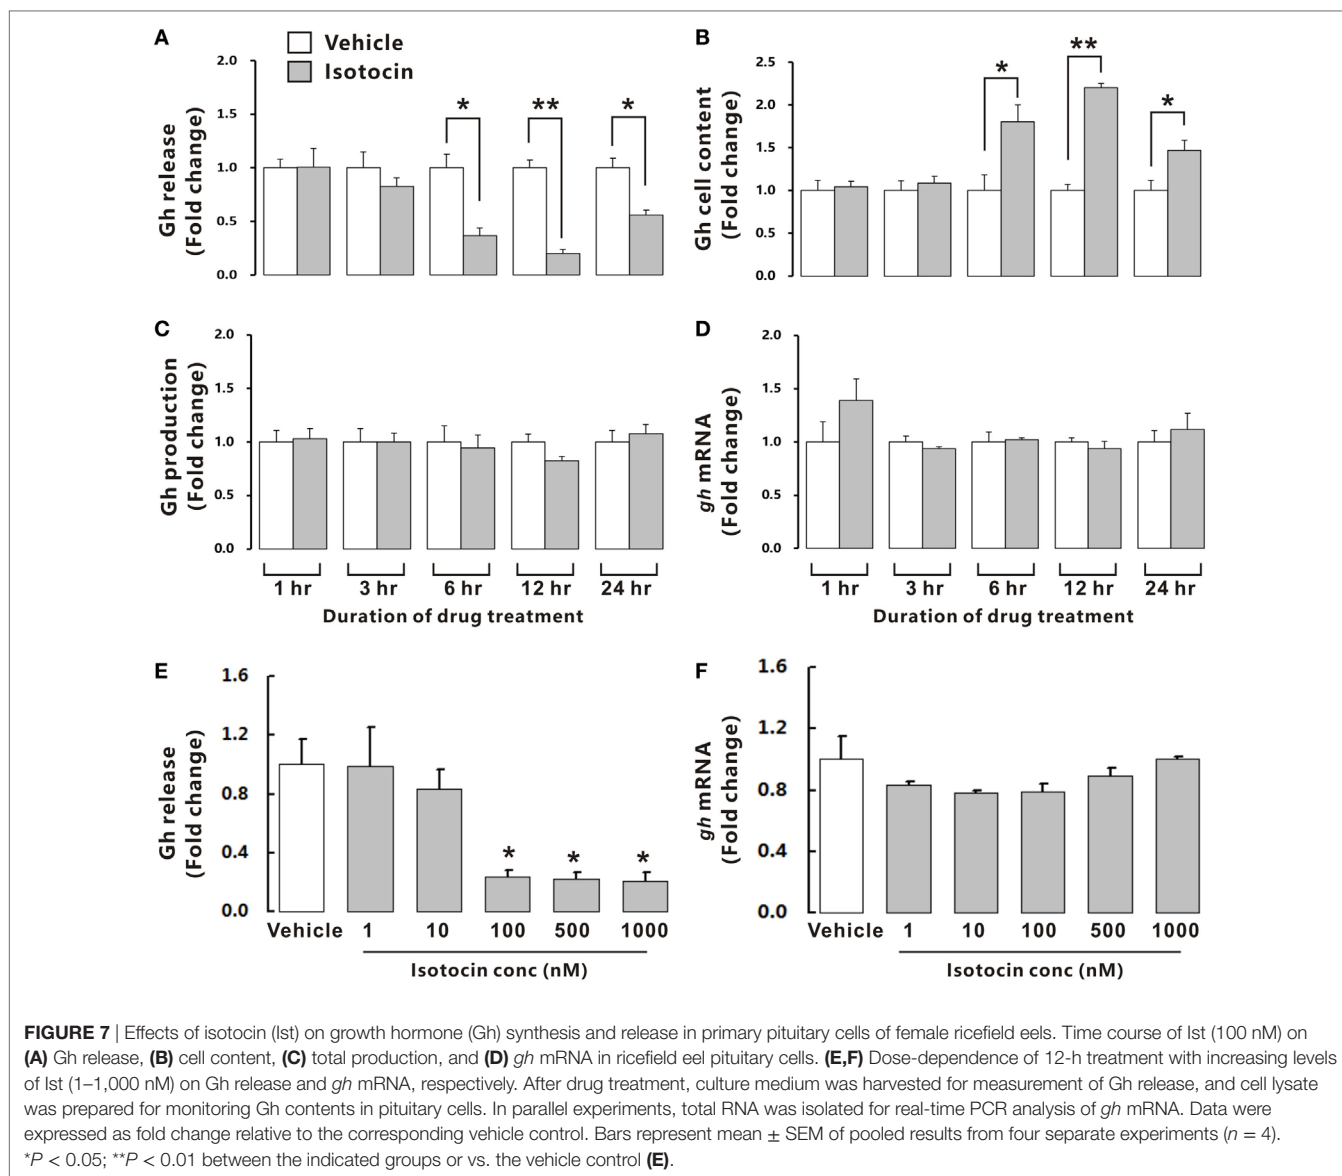 A
Vehicle
Isotocin
Gh release
(Fold change)
2.0
1.5
1.0
0.5
0.0
*
**
*
B
Gh cell content
(Fold change)
2.5
2.0
1.5
1.0
0.5
0.0
*
**
*
C
Gh production
(Fold change)
2.0
1.5
1.0
0.5
0.0
1 hr 3 hr 6 hr 12 hr 24 hr
Duration of drug treatment
D
gh mRNA
(Fold change)
2.0
1.5
1.0
0.5
0.0
1 hr 3 hr 6 hr 12 hr 24 hr
Duration of drug treatment
E
Gh release
(Fold change)
1.6
1.2
0.8
0.4
0.0
* * *
Vehicle 1 10 100 500 1000
Isotocin conc (nM)
F
gh mRNA
(Fold change)
1.6
1.2
0.8
0.4
0.0
Vehicle 1 10 100 500 1000
Isotocin conc (nM)
FIGURE 7 | Effects of isotocin (Ist) on growth hormone (Gh) synthesis and release in primary pituitary cells of female ricefield eels. Time course of Ist (100 nM) on
(A) Gh release, (B) cell content, (C) total production, and (D) gh mRNA in ricefield eel pituitary cells. (E,F) Dose-dependence of 12-h treatment with increasing levels
of Ist (1–1,000 nM) on Gh release and gh mRNA, respectively. After drug treatment, culture medium was harvested for measurement of Gh release, and cell lysate
was prepared for monitoring Gh contents in pituitary cells. In parallel experiments, total RNA was isolated for real-time PCR analysis of gh mRNA. Data were
expressed as fold change relative to the corresponding vehicle control. Bars represent mean ± SEM of pooled results from four separate experiments (n = 4).
*P < 0.05; **P < 0.01 between the indicated groups or vs. the vehicle control (E).